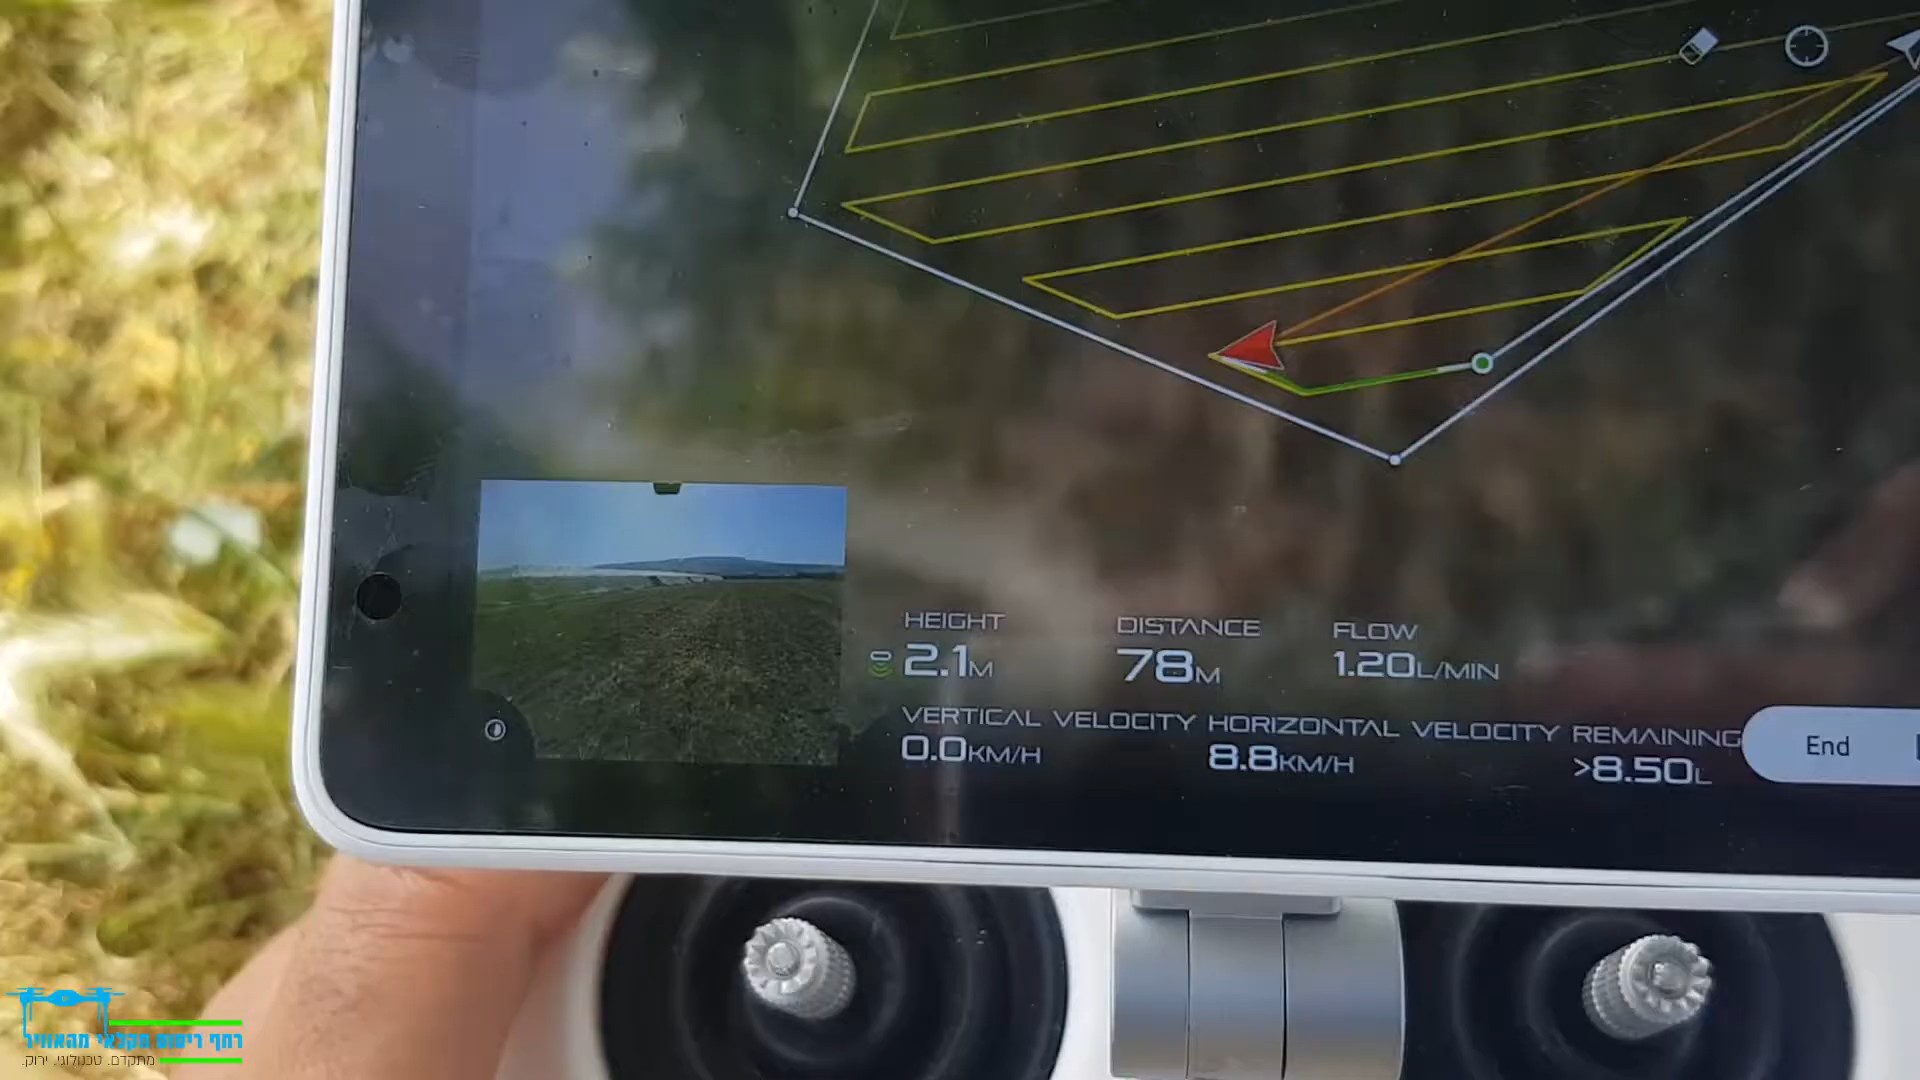 HEIGHT
2.1M
DISTANCE
78M
FLOW
1.20L/MIN
VERTICAL VELOCITY
0.0KM/H
HORIZONTAL VELOCITY
8.8KM/H
REMAINING
>8.50L
End
רחף ריסוס חקלאי מהאוויר
מתקדם. טכנולוגי. ירוק.